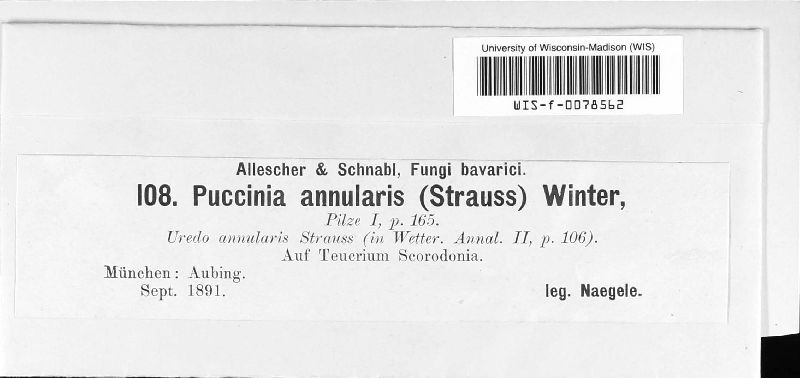 University of Wisconsin-Madison (WIS)
WIS-f-0078562
Allescher & Schnabl, Fungi bavarici.
108. Puccinia annularis (Strauss) Winter,
Pilze I, p. 165.
Uredo annularis Strauss (in Wetter. Annal. II, p. 106).
Auf Teucrium Scorodonia.
München: Aubing.
Sept. 1891. leg. Naegele.